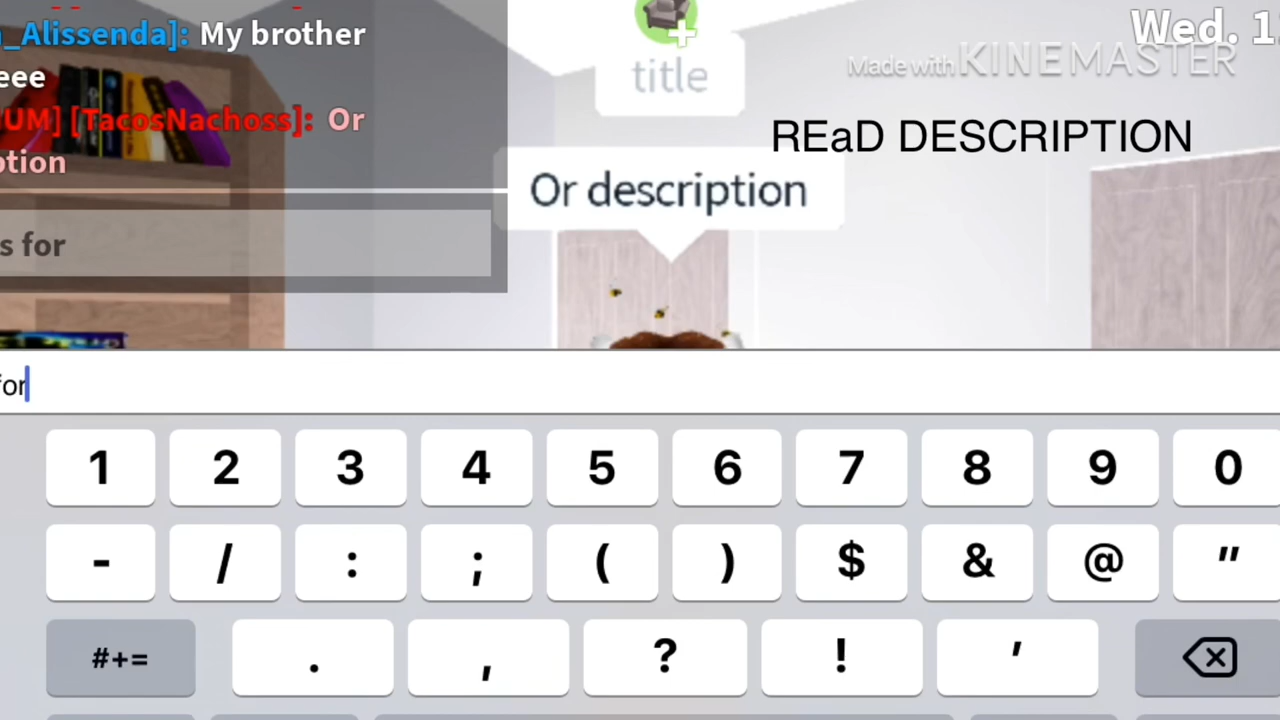 _Alissenda]: My brother
eee
UM] [TacosNachoss]: Or
ption
s for
title
Or description
Wed. 1
Made with KINEMASTER
REaD DESCRIPTION
for
1 2 3 4 5 6 7 8 9 0
- / : ; ( ) $ & @ "
#+= . , ? ! '